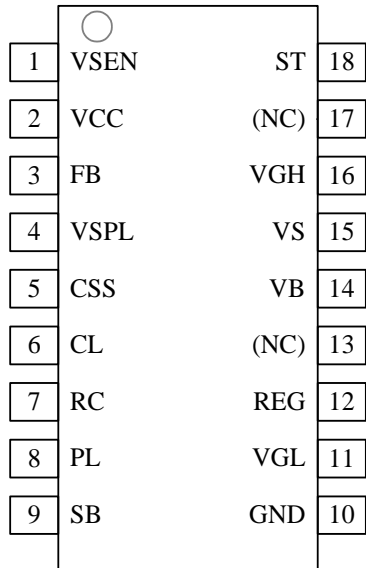 1 VSEN ST 18
2 VCC (NC) 17
3 FB VGH 16
4 VSPL VS 15
5 CSS VB 14
6 CL (NC) 13
7 RC REG 12
8 PL VGL 11
9 SB GND 10